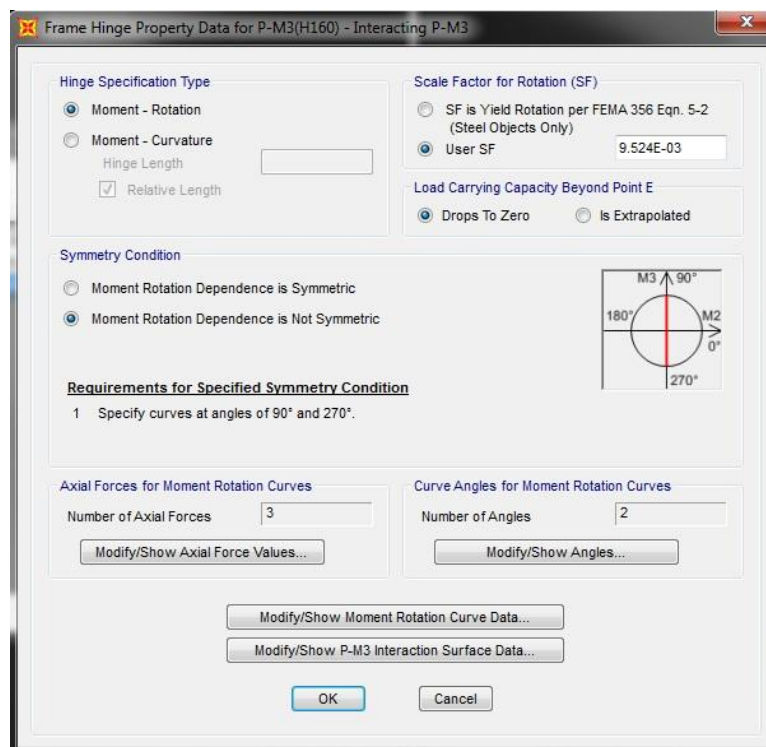 Frame Hinge Property Data for P-M3(H160) - Interacting P-M3
Hinge Specification Type
Moment - Rotation
Moment - Curvature
Hinge Length
Relative Length
Scale Factor for Rotation (SF)
SF is Yield Rotation per FEMA 356 Eqn. 5-2
(Steel Objects Only)
User SF 9.524E-03
Load Carrying Capacity Beyond Point E
Drops To Zero Is Extrapolated
Symmetry Condition
Moment Rotation Dependence is Symmetric
Moment Rotation Dependence is Not Symmetric
Requirements for Specified Symmetry Condition
1 Specify curves at angles of 90° and 270°.
M3 90°
180° M2
0°
270°
Axial Forces for Moment Rotation Curves
Number of Axial Forces 3
Modify/Show Axial Force Values...
Curve Angles for Moment Rotation Curves
Number of Angles 2
Modify/Show Angles...
Modify/Show Moment Rotation Curve Data...
Modify/Show P-M3 Interaction Surface Data...
OK Cancel